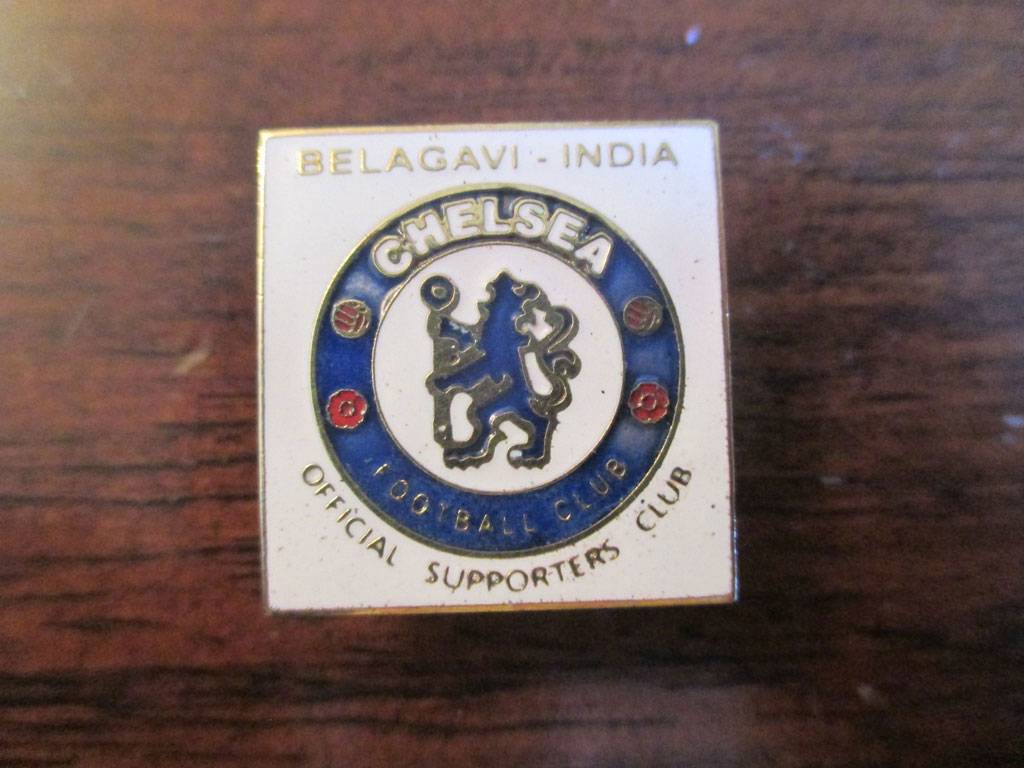 BELAGAVI - INDIA
CHELSEA
FOOTBALL CLUB
OFFICIAL SUPPORTERS CLUB